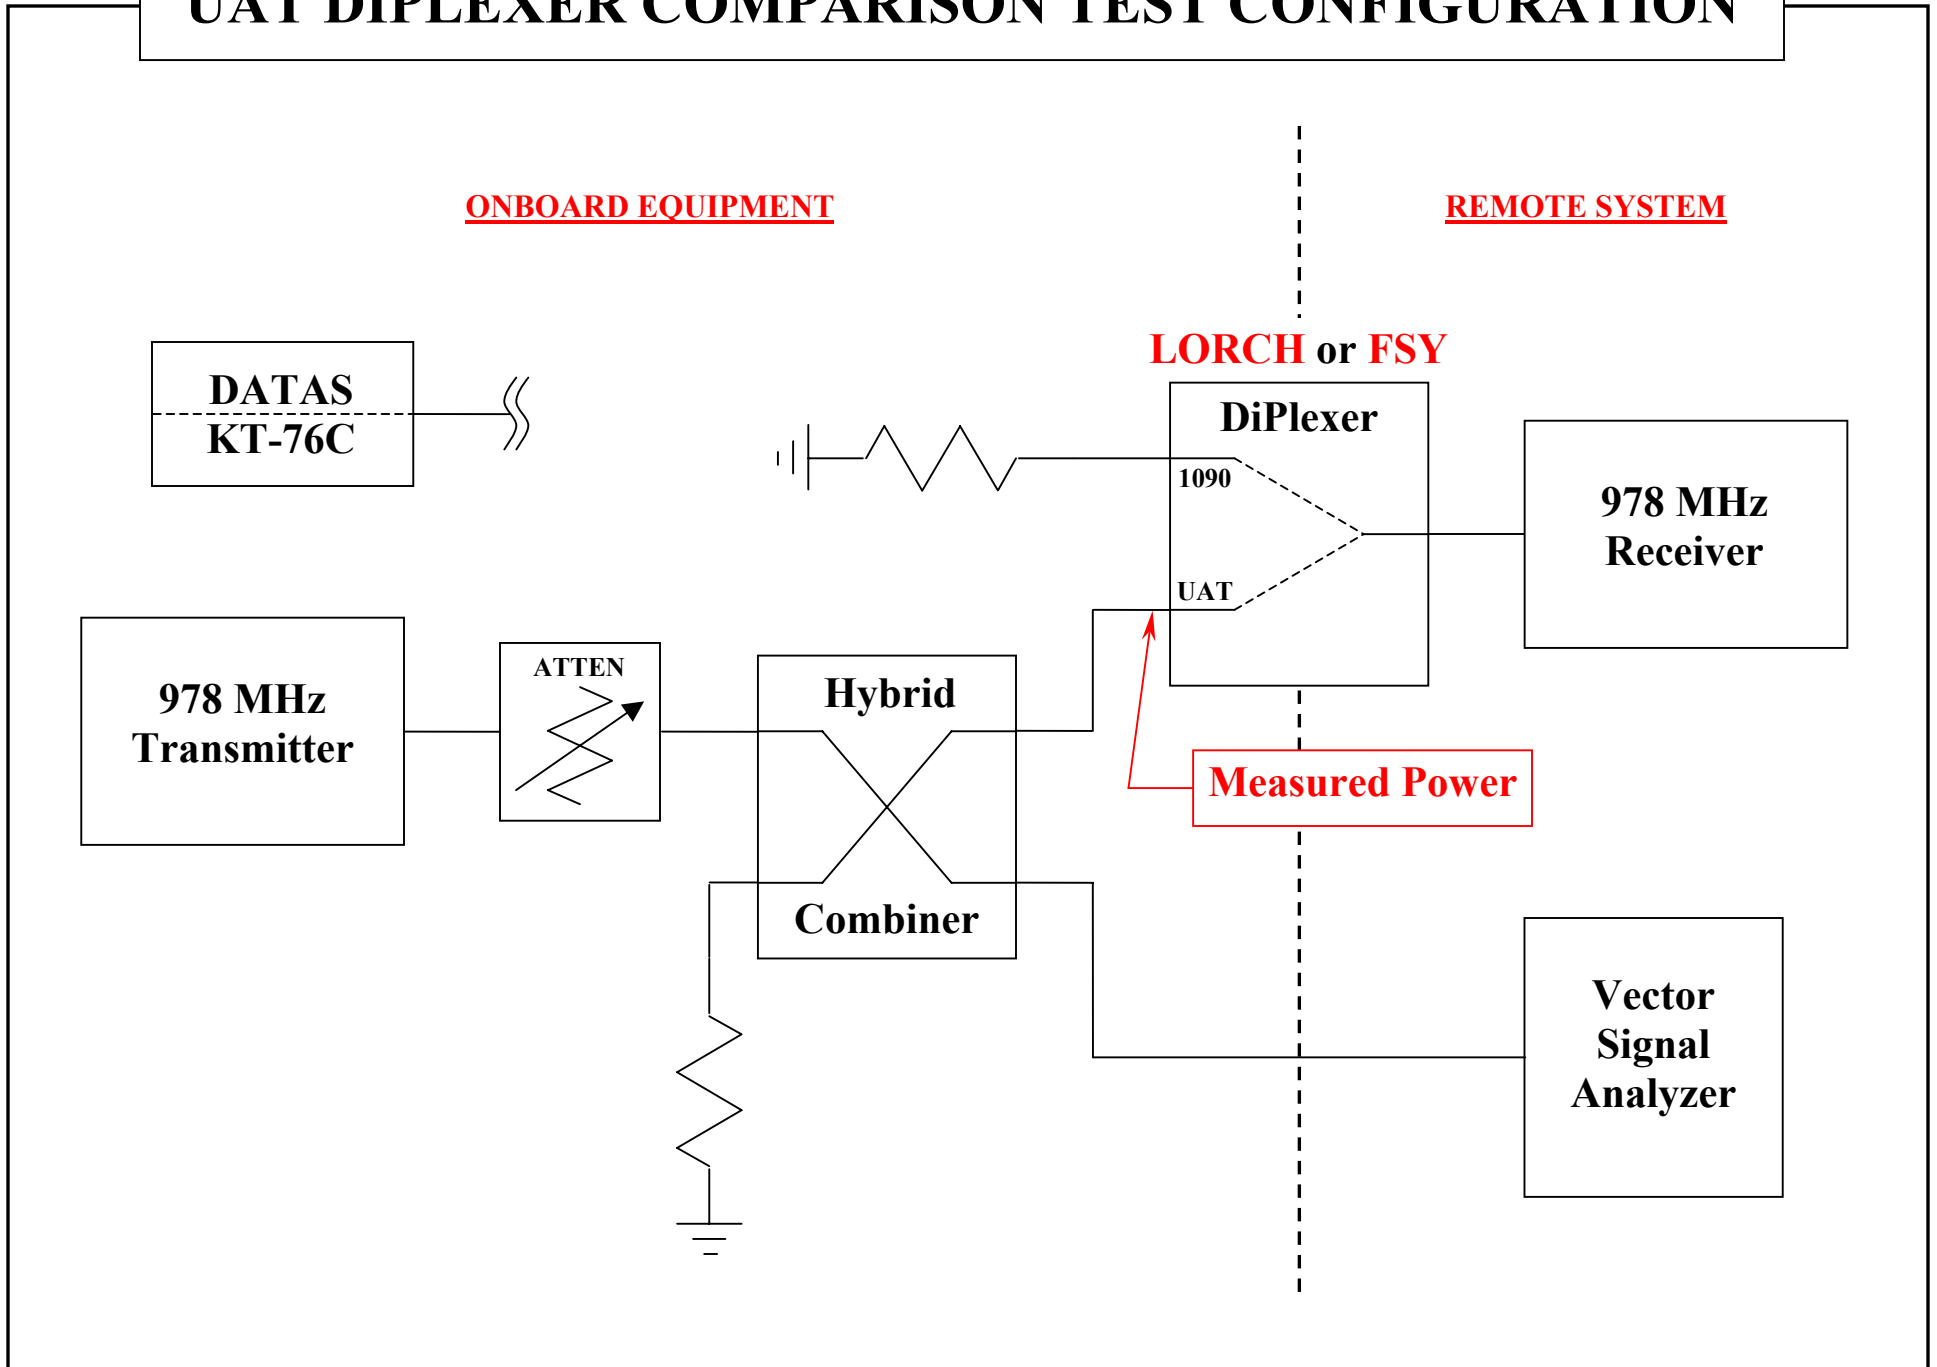 UAT DIPLEXER COMPARISON TEST CONFIGURATION
ONBOARD EQUIPMENT
REMOTE SYSTEM
LORCH or FSY
DATAS
KT-76C
DiPlexer
1090
UAT
978 MHz
Receiver
978 MHz
Transmitter
ATTEN
Hybrid
Combiner
Measured Power
Vector
Signal
Analyzer